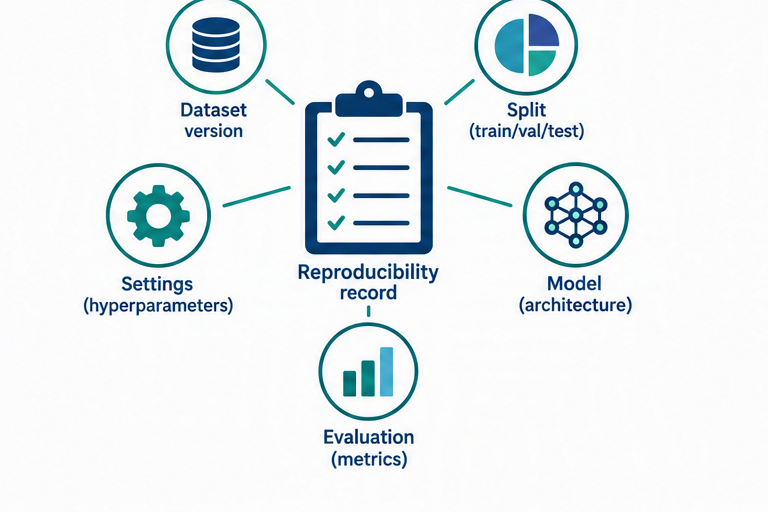 Dataset
version
Split
(train/val/test)
Settings
(hyperparameters)
Reproducibility
record
Model
(architecture)
Evaluation
(metrics)